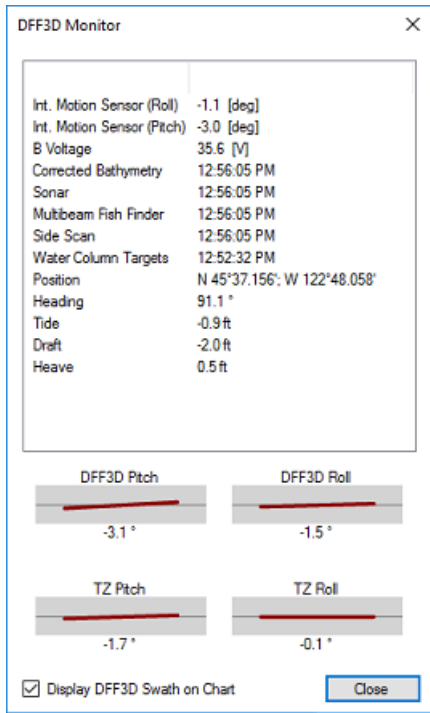 DFF3D Monitor
Int. Motion Sensor (Roll) -1.1 [deg]
Int. Motion Sensor (Pitch) -3.0 [deg]
B Voltage 35.6 [V]
Corrected Bathymetry 12:56:05 PM
Sonar 12:56:05 PM
Multibeam Fish Finder 12:56:05 PM
Side Scan 12:56:05 PM
Water Column Targets 12:52:32 PM
Position N 45°37.156'; W 122°48.058'
Heading 91.1 °
Tide -0.9 ft
Draft -2.0 ft
Heave 0.5 ft
DFF3D Pitch DFF3D Roll
-3.1 ° -1.5 °
TZ Pitch TZ Roll
-1.7 ° -0.1 °
Display DFF3D Swath on Chart Close